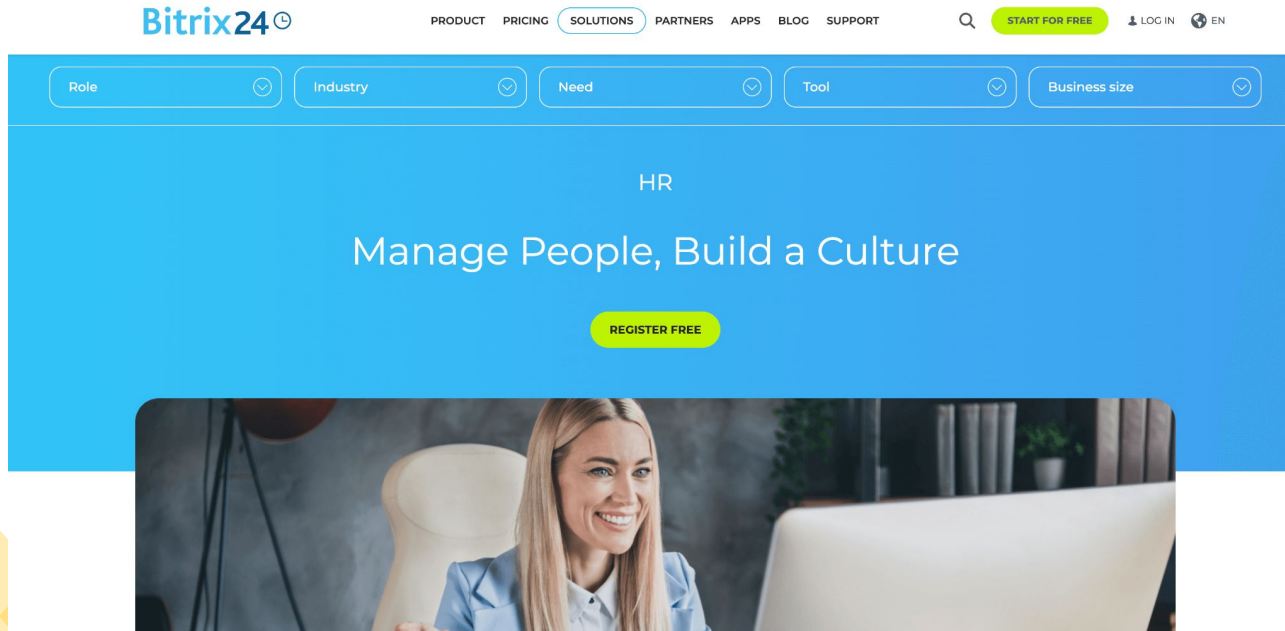 Bitrix24
PRODUCT PRICING SOLUTIONS PARTNERS APPS BLOG SUPPORT START FOR FREE LOG IN EN
Role Industry Need Tool Business size
HR
Manage People, Build a Culture
REGISTER FREE